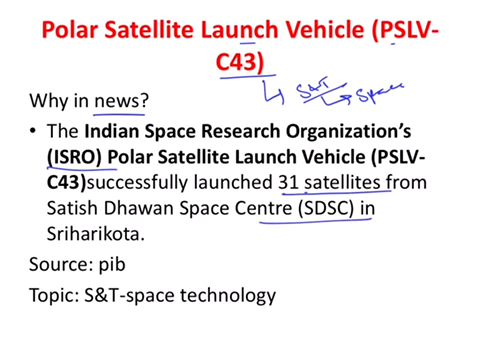 Polar Satellite Launch Vehicle (PSLV-
C43)
S&T
Space
Why in news?
• The Indian Space Research Organization's
(ISRO) Polar Satellite Launch Vehicle (PSLV-
C43)successfully launched 31 satellites from
Satish Dhawan Space Centre (SDSC) in
Sriharikota.
Source: pib
Topic: S&T-space technology